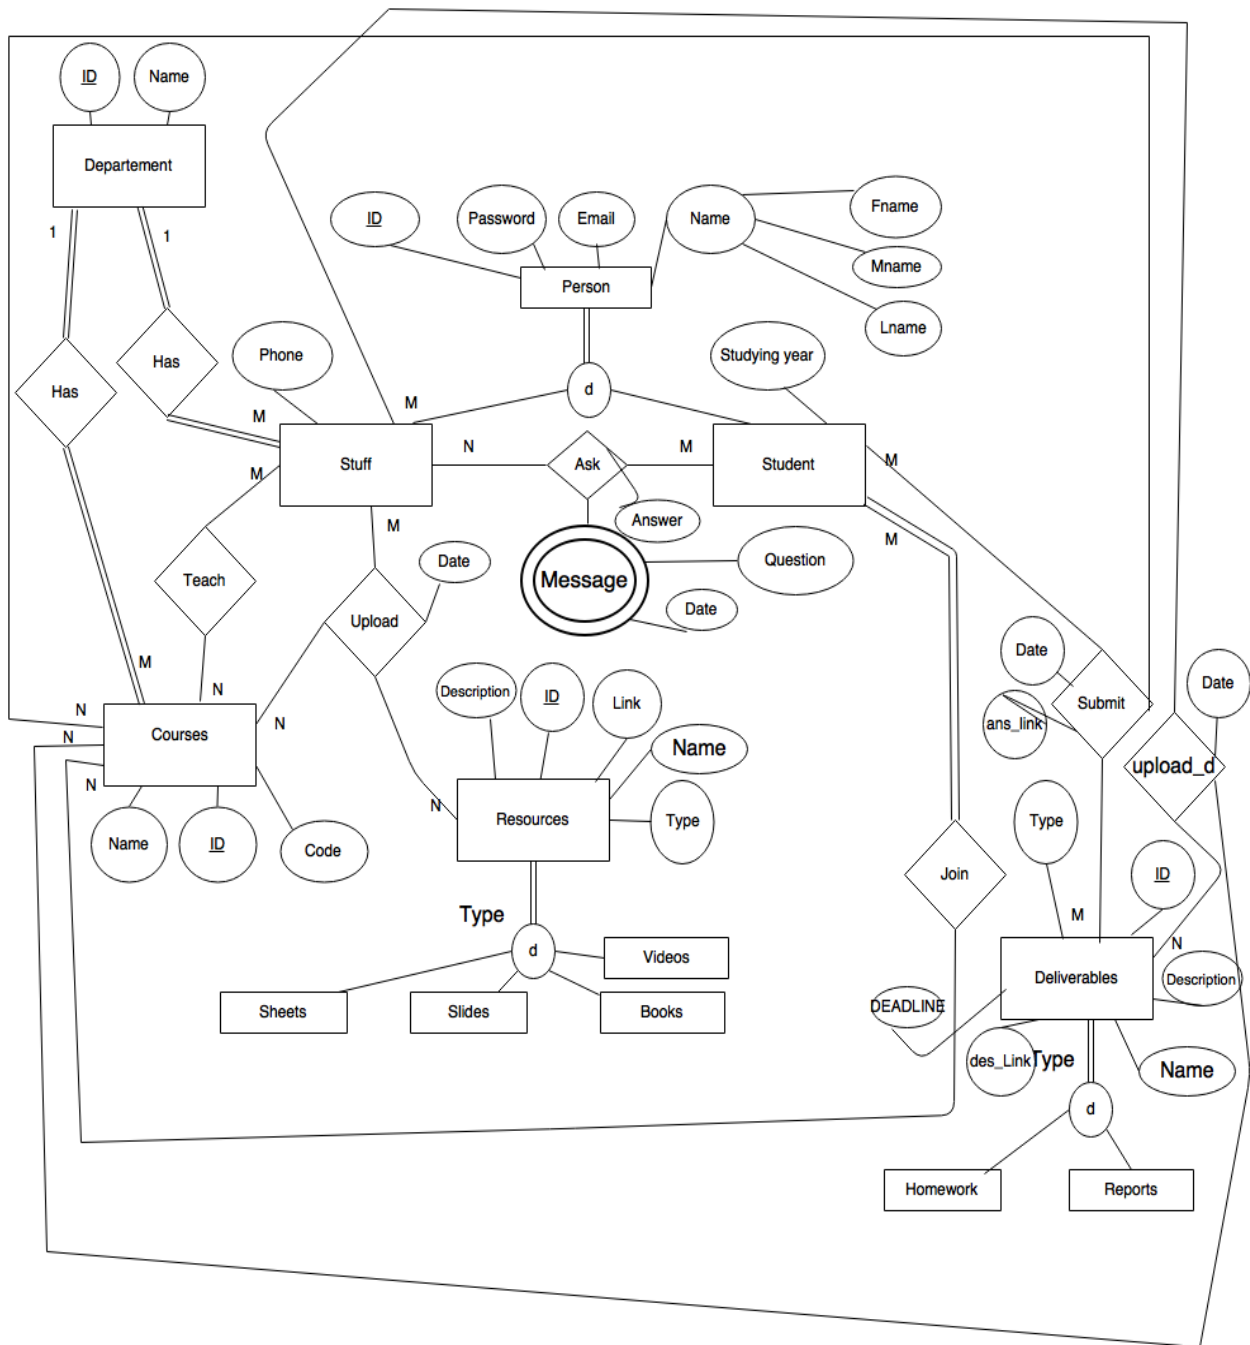 ID
Name
Departement
1
1
Has
Has
M
M
ID
Password
Email
Name
Fname
Mname
Lname
Person
d
Phone
Studying year
M
Stuff
N
Ask
M
Student
M
M
M
M
Answer
Message
Question
Date
Teach
N
Upload
Date
N
N
Description
ID
Link
Name
Type
Resources
N
N
N
Courses
Name
ID
Code
Type
d
Videos
Sheets
Slides
Books
Date
Submit
ans_link
Date
upload_d
Type
ID
Join
M
N
Deliverables
Description
DEADLINE
des_Link
Type
Name
d
Homework
Reports